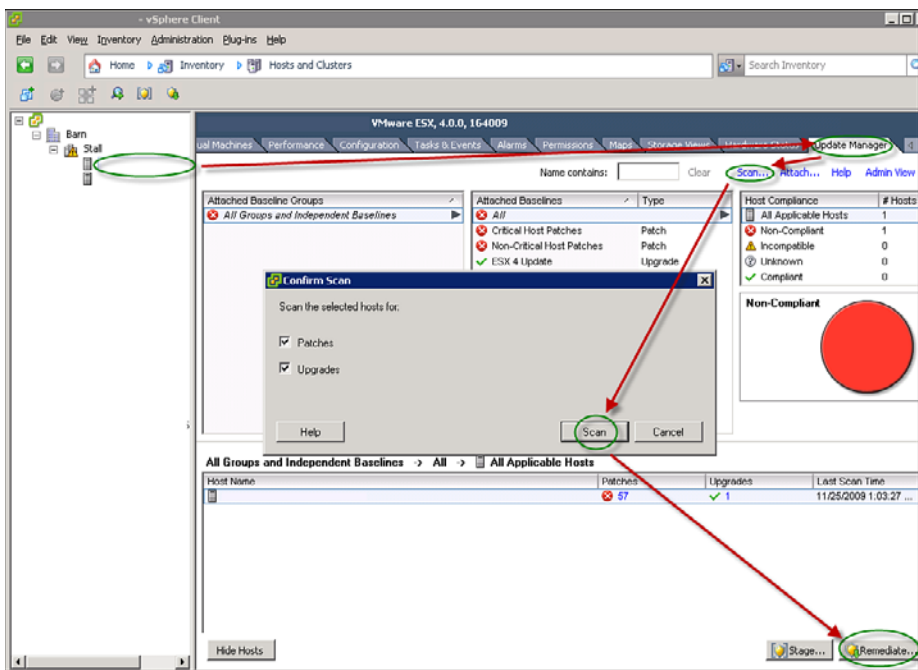 - vSphere Client
File Edit View Inventory Administration Plug-ins Help
Home Inventory Hosts and Clusters
Search Inventory
Barn
Stall
VMware ESX, 4.0.0, 164009
ual Machines Performance Configuration Tasks & Events Alarms Permissions Maps Storage Views Update Manager
Name contains: Clear Scan... Attach... Help Admin View
Attached Baseline Groups
All Groups and Independent Baselines
Attached Baselines Type
All
Critical Host Patches Patch
Non-Critical Host Patches Patch
ESX 4 Update Upgrade
Host Compliance # Hosts
All Applicable Hosts 1
Non-Compliant 1
Incompatible 0
Unknown 0
Compliant 0
Non-Compliant
Confirm Scan
Scan the selected hosts for:
Patches
Upgrades
Help Scan Cancel
All Groups and Independent Baselines -> All -> All Applicable Hosts
Host Name Patches Upgrades Last Scan Time
57 1 11/25/2009 1:03:27 ...
Hide Hosts Stage... Remediate...